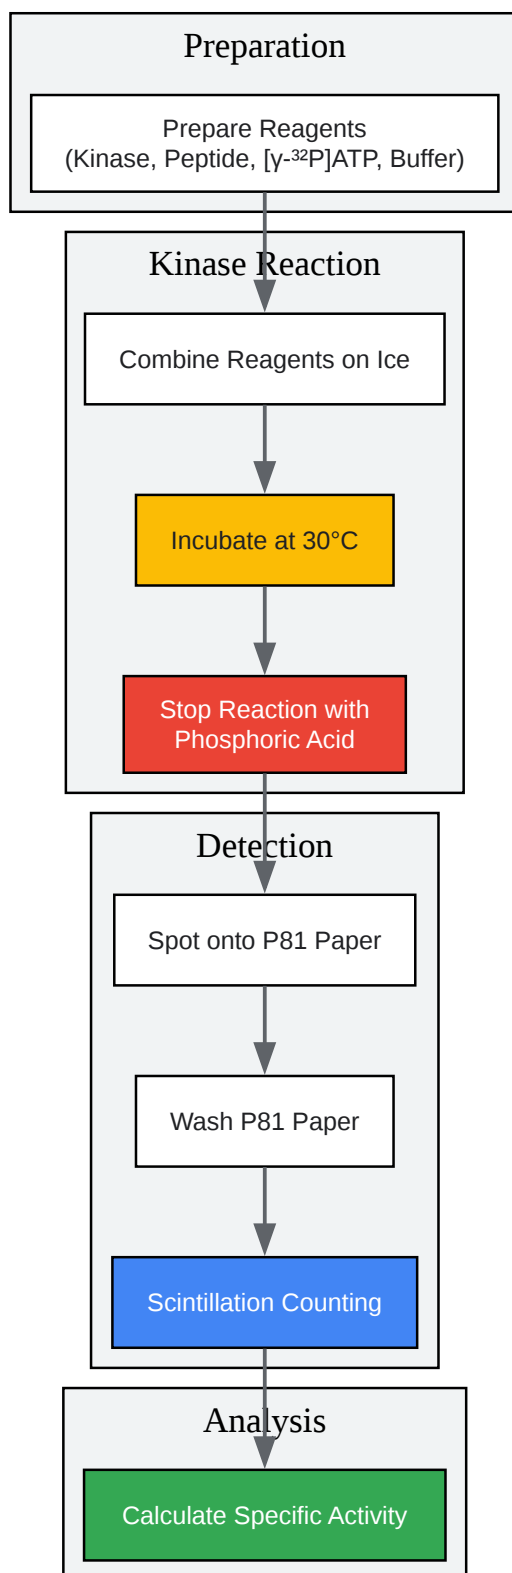 Preparation
Prepare Reagents
(Kinase, Peptide, [γ-³²P]ATP, Buffer)
Kinase Reaction
Combine Reagents on Ice
Incubate at 30°C
Stop Reaction with
Phosphoric Acid
Detection
Spot onto P81 Paper
Wash P81 Paper
Scintillation Counting
Analysis
Calculate Specific Activity